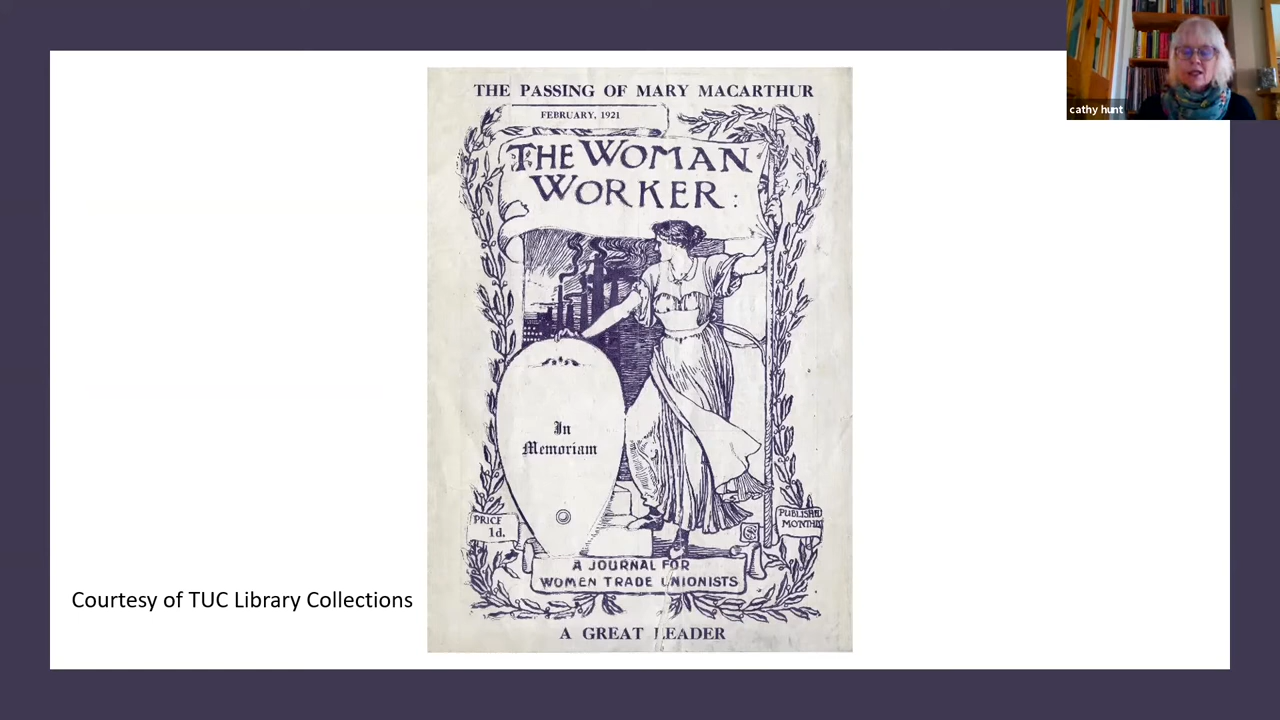 THE PASSING OF MARY MACARTHUR
FEBRUARY, 1921
THE WOMAN
WORKER:
In
Memoriam
PRICE
1d.
PUBLISHED
MONTHLY
A JOURNAL FOR
WOMEN TRADE UNIONISTS
A GREAT LEADER
Courtesy of TUC Library Collections
cathy hunt